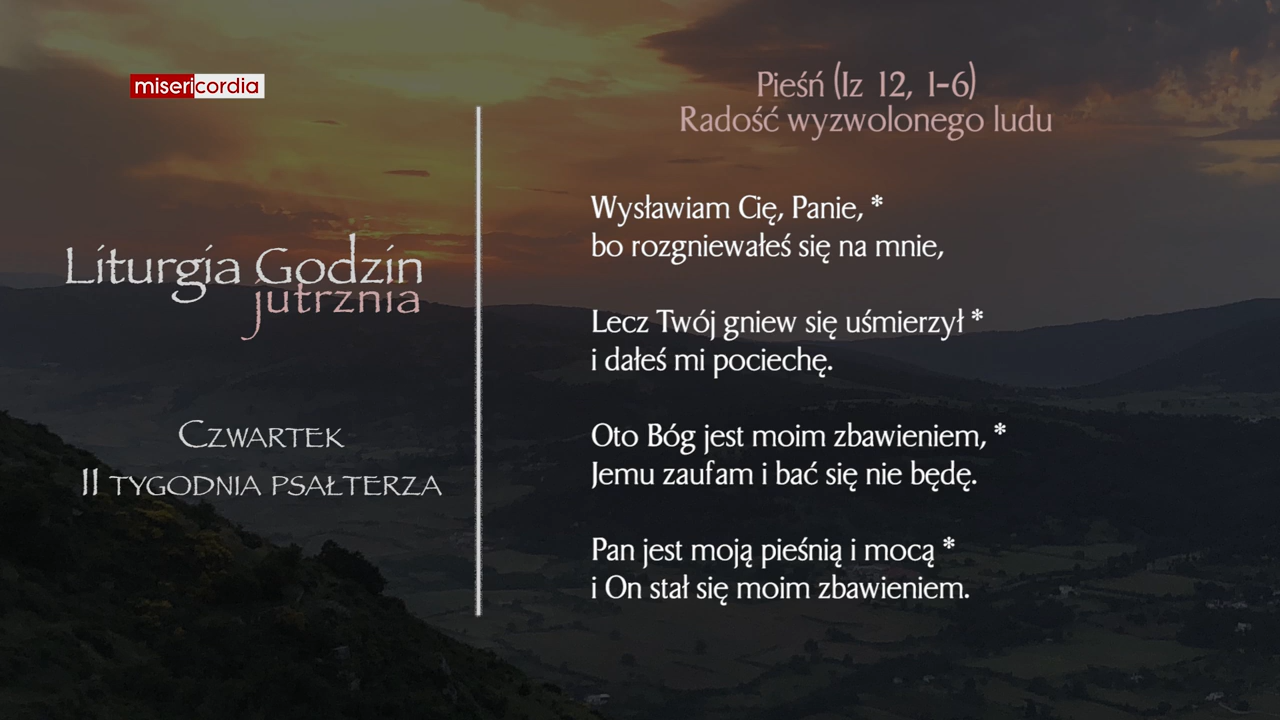 misericordia
Liturgia Godzin
jutrznia
Czwartek
II tygodnia psałterza
Pieśń (Iz 12, 1-6)
Radość wyzwolonego ludu
Wysławiam Cię, Panie, *
bo rozgniewałeś się na mnie,
Lecz Twój gniew się uśmierzył *
i dałeś mi pociechę.
Oto Bóg jest moim zbawieniem, *
Jemu zaufam i bać się nie będę.
Pan jest moją pieśnią i mocą *
i On stał się moim zbawieniem.